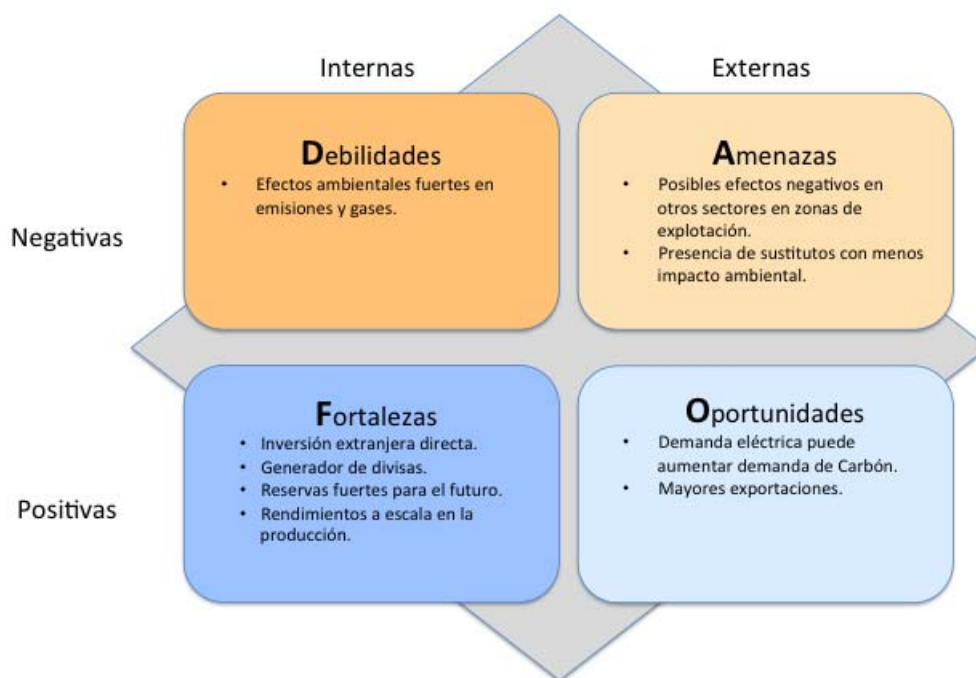 Internas
Externas
Negativas
Debilidades
• Efectos ambientales fuertes en
emisiones y gases.
Amenazas
• Posibles efectos negativos en
otros sectores en zonas de
explotación.
• Presencia de sustitutos con menos
impacto ambiental.
Positivas
Fortalezas
• Inversión extranjera directa.
• Generador de divisas.
• Reservas fuertes para el futuro.
• Rendimientos a escala en la
producción.
Oportunidades
• Demanda eléctrica puede
aumentar demanda de Carbón.
• Mayores exportaciones.